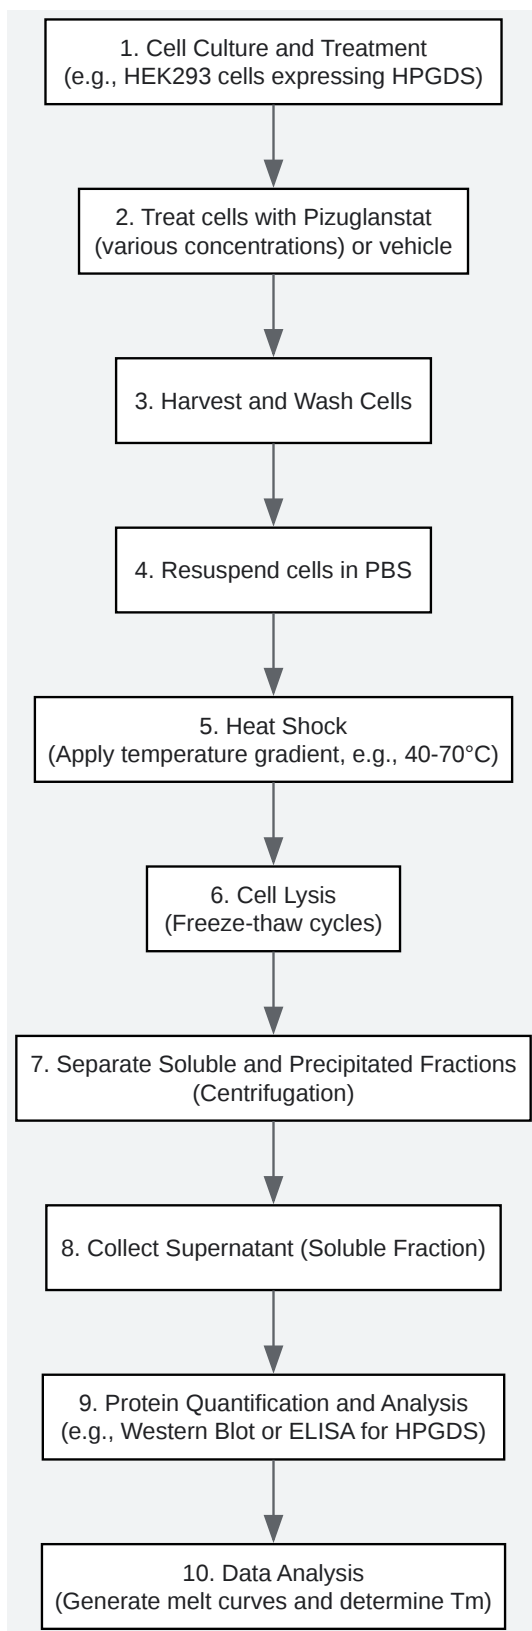 1. Cell Culture and Treatment
(e.g., HEK293 cells expressing HPGDS)
2. Treat cells with Pizuglanstat
(various concentrations) or vehicle
3. Harvest and Wash Cells
4. Resuspend cells in PBS
5. Heat Shock
(Apply temperature gradient, e.g., 40-70°C)
6. Cell Lysis
(Freeze-thaw cycles)
7. Separate Soluble and Precipitated Fractions
(Centrifugation)
8. Collect Supernatant (Soluble Fraction)
9. Protein Quantification and Analysis
(e.g., Western Blot or ELISA for HPGDS)
10. Data Analysis
(Generate melt curves and determine Tm)